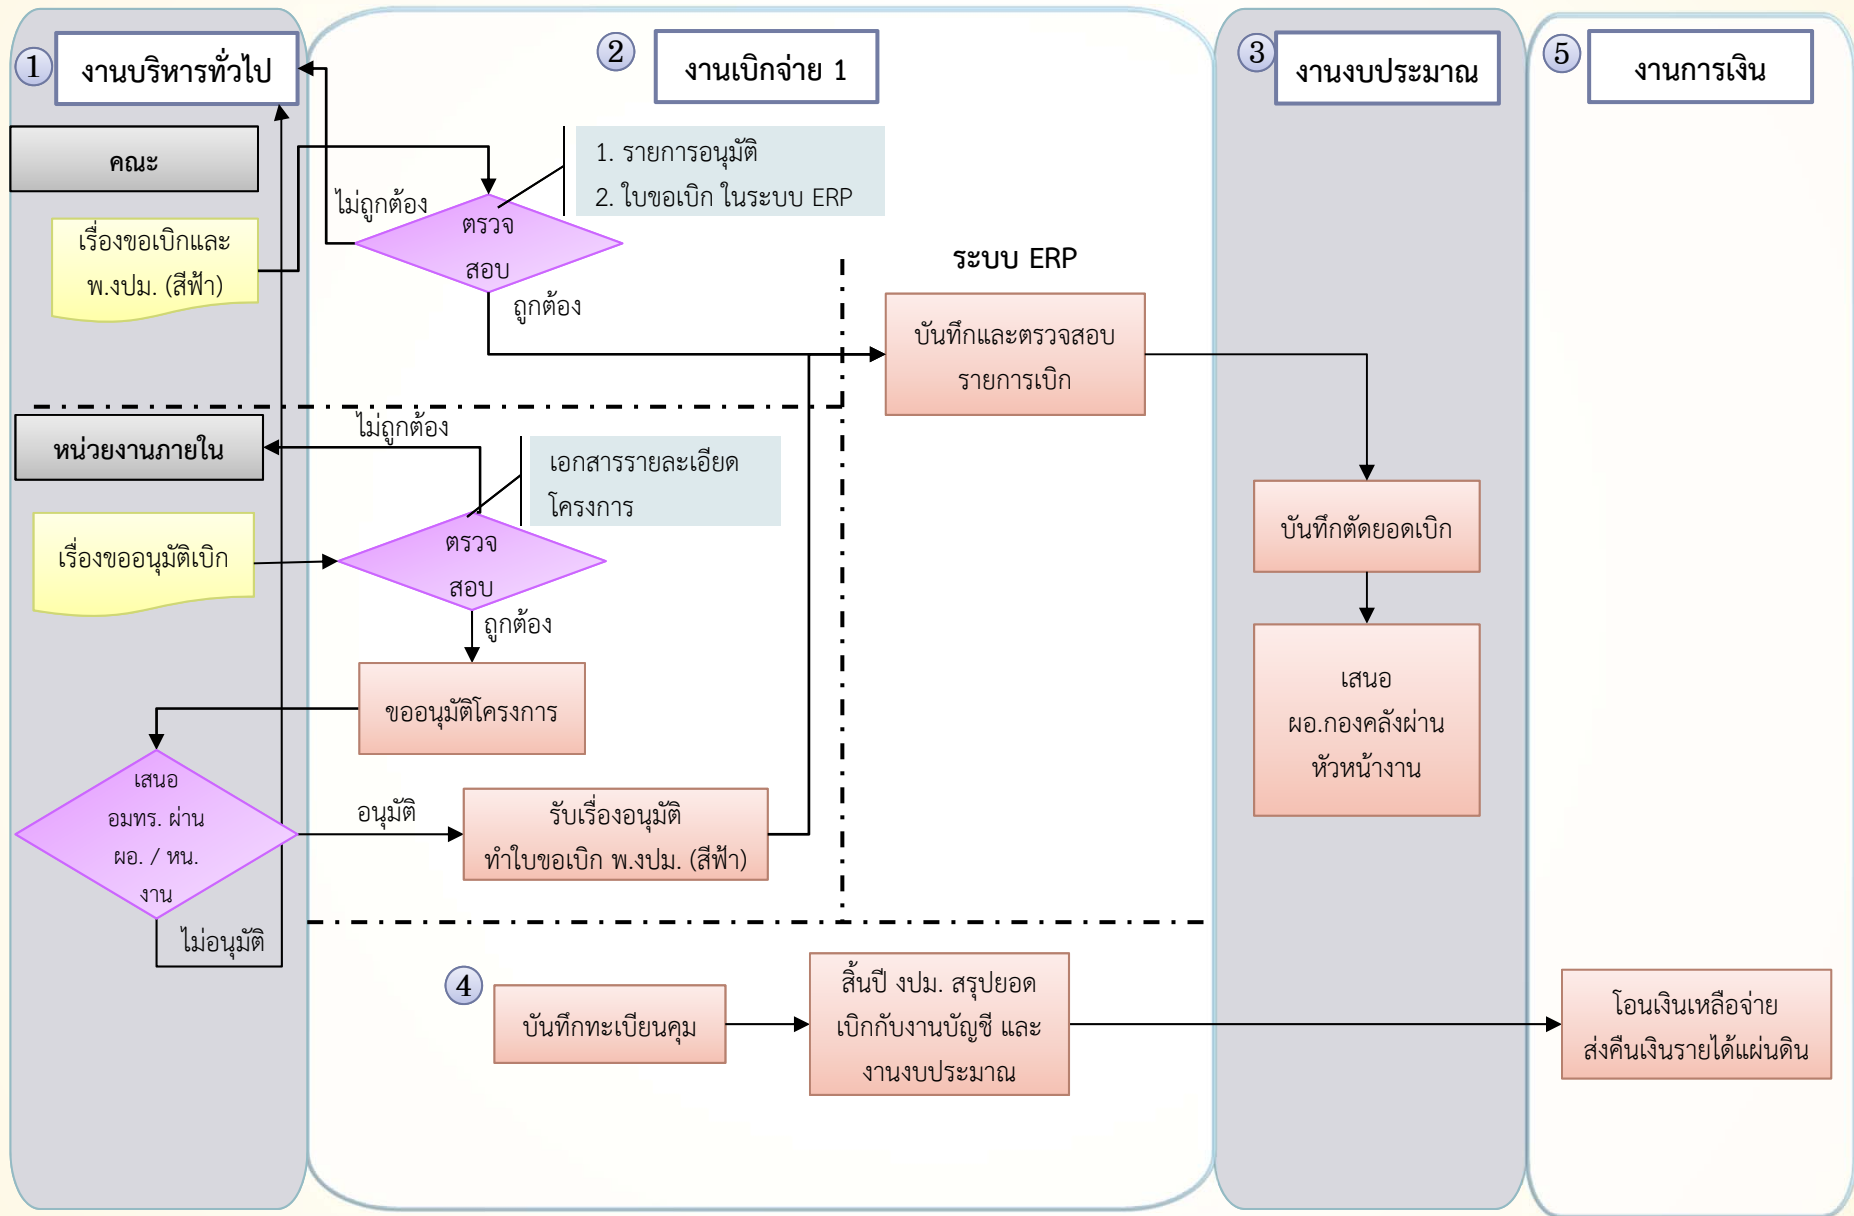 1
งานบริหารทั่วไป
2
งานเบิกจ่าย 1
3
งานงบประมาณ
5
งานการเงิน
คณะ
1. รายการอนุมัติ
2. ใบขอเบิก ในระบบ ERP
ไม่ถูกต้อง
ตรวจ
สอบ
เรื่องขอเบิกและ
พ.งปม. (สีฟ้า)
ถูกต้อง
ระบบ ERP
บันทึกและตรวจสอบ
รายการเบิก
หน่วยงานภายใน
ไม่ถูกต้อง
เอกสารรายละเอียด
โครงการ
เรื่องขออนุมัติเบิก
ตรวจ
สอบ
ถูกต้อง
บันทึกตัดยอดเบิก
ขออนุมัติโครงการ
เสนอ
ผอ.กองคลังผ่าน
หัวหน้างาน
เสนอ
อมทร. ผ่าน
ผอ. / หน.
งาน
อนุมัติ
รับเรื่องอนุมัติ
ทำใบขอเบิก พ.งปม. (สีฟ้า)
ไม่อนุมัติ
4
บันทึกทะเบียนคุม
สิ้นปี งปม. สรุปยอด
เบิกกับงานบัญชี และ
งานงบประมาณ
โอนเงินเหลือจ่าย
ส่งคืนเงินรายได้แผ่นดิน